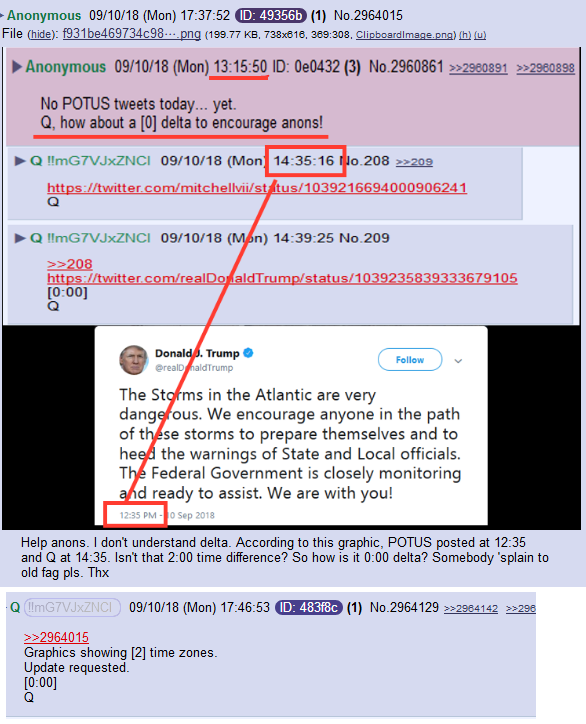 Anonymous 09/10/18 (Mon) 17:37:52 ID: 49356b (1) No.2964015
File (hide): f931be469734c98⋯.png (199.77 KB, 738x616, 369:308, ClipboardImage.png) (h) (u)
▶Anonymous 09/10/18 (Mon) 13:15:50 ID: 0e0432 (3) No.2960861 >>2960891 >>2960898
No POTUS tweets today... yet.
Q, how about a [0] delta to encourage anons!
▶Q !!mG7VJxZNCI 09/10/18 (Mon) 14:35:16 No.208 >>209
https://twitter.com/mitchellvii/status/1039216694000906241
Q
▶Q !!mG7VJxZNCI 09/10/18 (Mon) 14:39:25 No.209
>>208
https://twitter.com/realDonaldTrump/status/1039235839333679105
[0:00]
Q
Donald J. Trump
@realDonaldTrump
Follow
The Storms in the Atlantic are very
dangerous. We encourage anyone in the path
of these storms to prepare themselves and to
heed the warnings of State and Local officials.
The Federal Government is closely monitoring
and ready to assist. We are with you!
12:35 PM - 10 Sep 2018
Help anons. I don't understand delta. According to this graphic, POTUS posted at 12:35
and Q at 14:35. Isn't that 2:00 time difference? So how is it 0:00 delta? Somebody 'splain to
old fag pls. Thx
Q !!mG7VJxZNCI 09/10/18 (Mon) 17:46:53 ID: 483f8c (1) No.2964129 >>2964142 >>296
>>2964015
Graphics showing [2] time zones.
Update requested.
[0:00]
Q